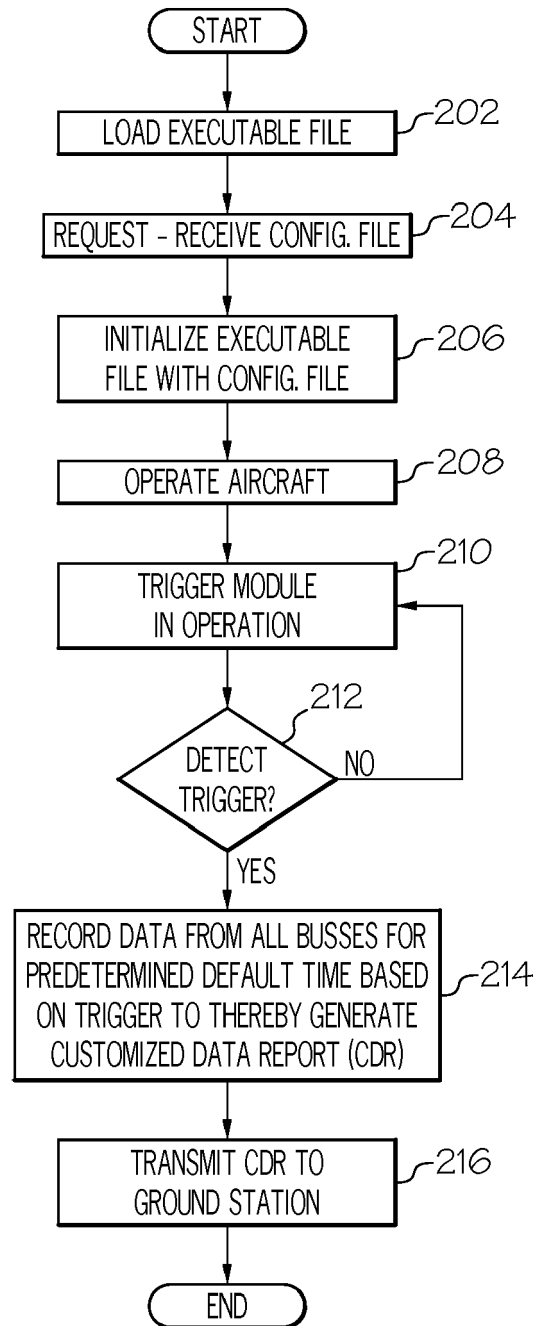 START
LOAD EXECUTABLE FILE
202
REQUEST - RECEIVE CONFIG. FILE
204
INITIALIZE EXECUTABLE
FILE WITH CONFIG. FILE
206
OPERATE AIRCRAFT
208
TRIGGER MODULE
IN OPERATION
210
212
DETECT
TRIGGER?
NO
YES
RECORD DATA FROM ALL BUSSES FOR
PREDETERMINED DEFAULT TIME BASED
ON TRIGGER TO THEREBY GENERATE
CUSTOMIZED DATA REPORT (CDR)
214
TRANSMIT CDR TO
GROUND STATION
216
END